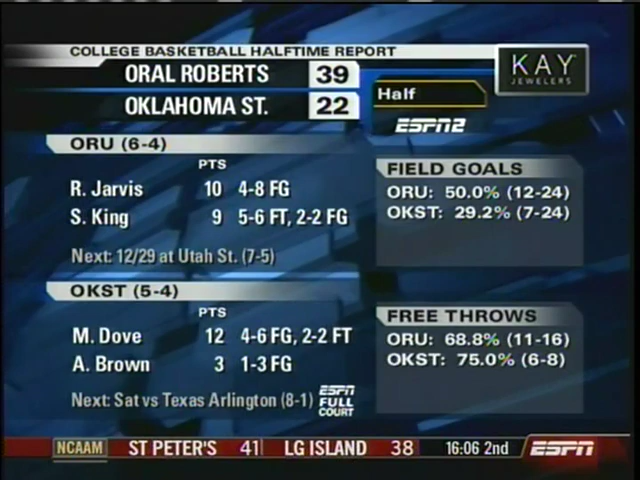 COLLEGE BASKETBALL HALFTIME REPORT
ORAL ROBERTS 39
OKLAHOMA ST. 22
KAY
JEWELERS
Half
ESPN2
ORU (6-4)
PTS
R. Jarvis 10 4-8 FG
S. King 9 5-6 FT, 2-2 FG
Next: 12/29 at Utah St. (7-5)
FIELD GOALS
ORU: 50.0% (12-24)
OKST: 29.2% (7-24)
OKST (5-4)
PTS
M. Dove 12 4-6 FG, 2-2 FT
A. Brown 3 1-3 FG
Next: Sat vs Texas Arlington (8-1)
ESPN
FULL
COURT
FREE THROWS
ORU: 68.8% (11-16)
OKST: 75.0% (6-8)
NCAAM ST PETER'S 41 LG ISLAND 38 16:06 2nd ESPN